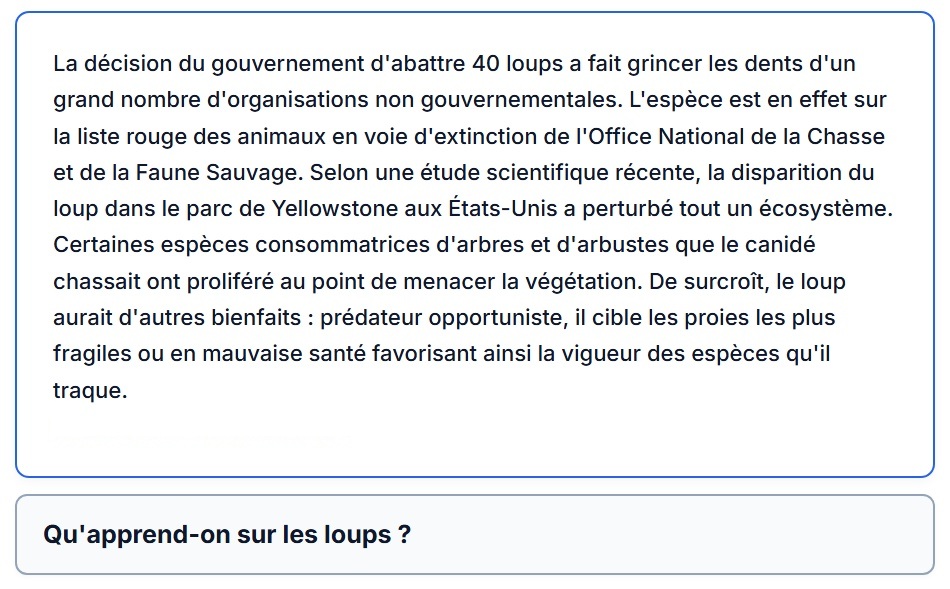 La décision du gouvernement d'abattre 40 loups a fait grincer les dents d'un
grand nombre d'organisations non gouvernementales. L'espèce est en effet sur
la liste rouge des animaux en voie d'extinction de l'Office National de la Chasse
et de la Faune Sauvage. Selon une étude scientifique récente, la disparition du
loup dans le parc de Yellowstone aux États-Unis a perturbé tout un écosystème.
Certaines espèces consommatrices d'arbres et d'arbustes que le canidé
chassait ont proliféré au point de menacer la végétation. De surcroît, le loup
aurait d'autres bienfaits : prédateur opportuniste, il cible les proies les plus
fragiles ou en mauvaise santé favorisant ainsi la vigueur des espèces qu'il
traque.
Qu'apprend-on sur les loups ?